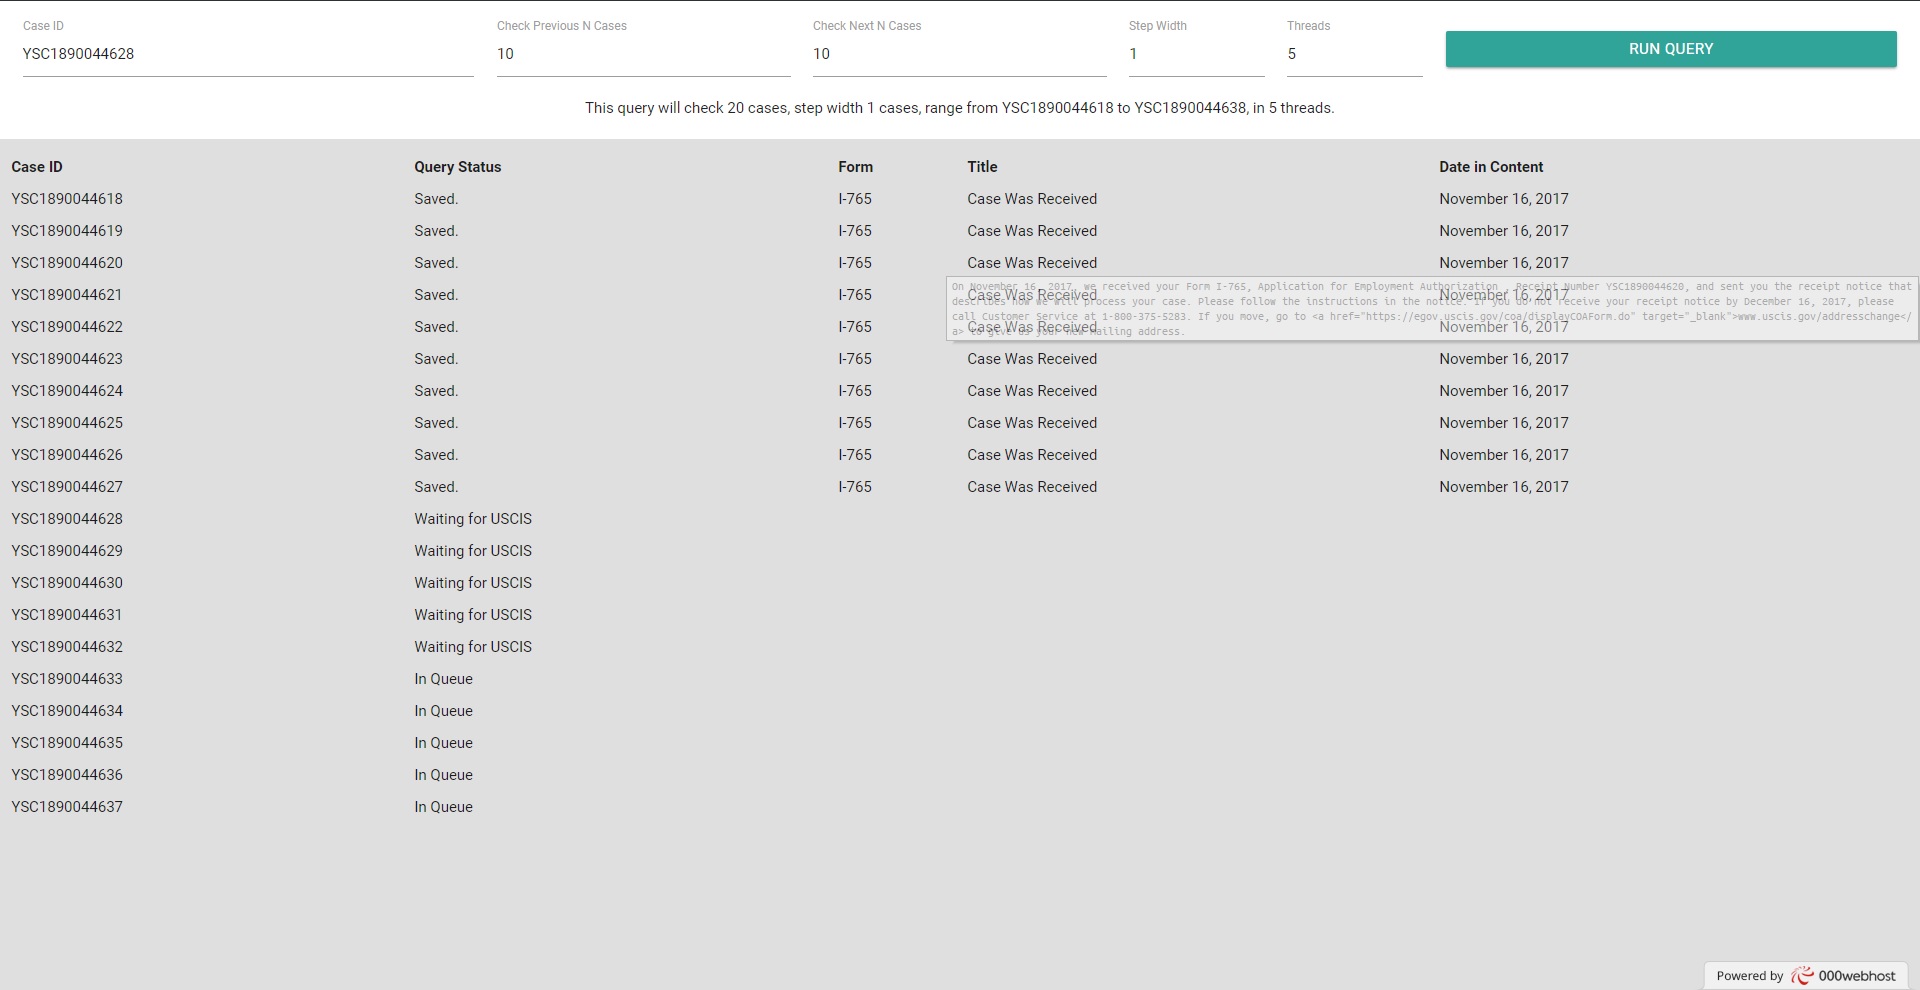 Case ID Check Previous N Cases Check Next N Cases Step Width Threads
YSC1890044628 10 10 1 5 RUN QUERY
This query will check 20 cases, step width 1 cases, range from YSC1890044618 to YSC1890044638, in 5 threads.
Case ID Query Status Form Title Date in Content
YSC1890044618 Saved. I-765 Case Was Received November 16, 2017
YSC1890044619 Saved. I-765 Case Was Received November 16, 2017
YSC1890044620 Saved. I-765 Case Was Received November 16, 2017
On November 16, 2017, we received your Form I-765, Application for Employment Authorization , Receipt Number YSC1890044620, and sent you the receipt notice that
YSC1890044621 Saved. I-765 Case Was Received November 16, 2017
describes how we will process your case. Please follow the instructions in the notice. If you do not receive your receipt notice by December 16, 2017, please
call Customer Service at 1-800-375-5283. If you move, go to <a href="https://egov.uscis.gov/coa/displayCOAForm.do" target="_blank">www.uscis.gov/addresschange</
YSC1890044622 Saved. I-765 Case Was Received November 16, 2017
a> to give us your new mailing address.
YSC1890044623 Saved. I-765 Case Was Received November 16, 2017
YSC1890044624 Saved. I-765 Case Was Received November 16, 2017
YSC1890044625 Saved. I-765 Case Was Received November 16, 2017
YSC1890044626 Saved. I-765 Case Was Received November 16, 2017
YSC1890044627 Saved. I-765 Case Was Received November 16, 2017
YSC1890044628 Waiting for USCIS
YSC1890044629 Waiting for USCIS
YSC1890044630 Waiting for USCIS
YSC1890044631 Waiting for USCIS
YSC1890044632 Waiting for USCIS
YSC1890044633 In Queue
YSC1890044634 In Queue
YSC1890044635 In Queue
YSC1890044636 In Queue
YSC1890044637 In Queue
Powered by 000webhost